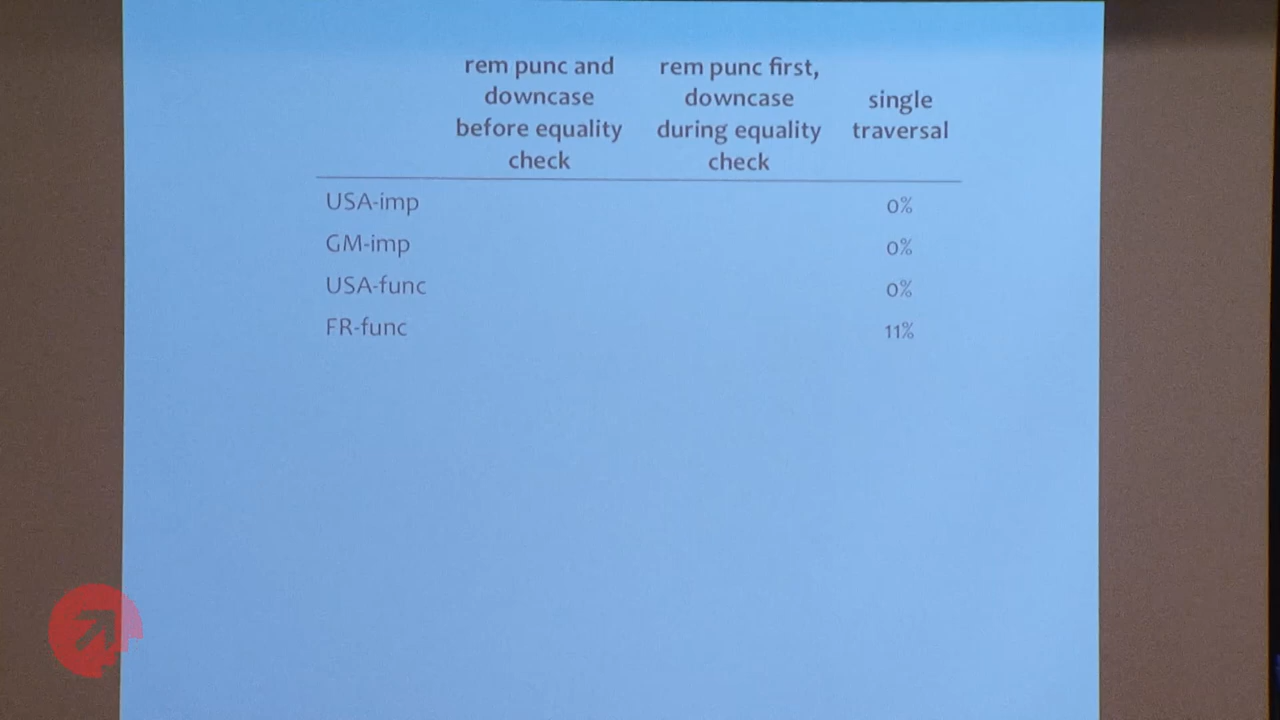 rem punc and
downcase
before equality
check
rem punc first,
downcase
during equality
check
single
traversal
USA-imp 0%
GM-imp 0%
USA-func 0%
FR-func 11%